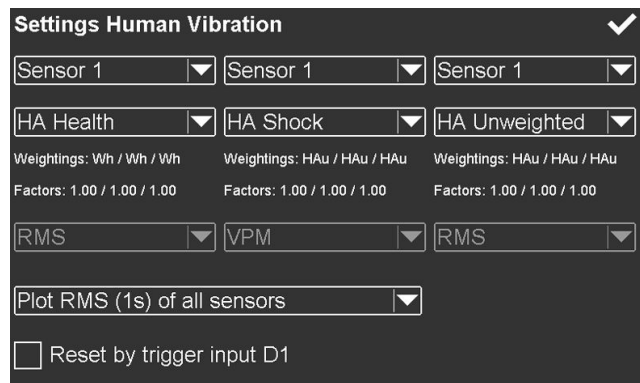 Settings Human Vibration
Sensor 1 Sensor 1 Sensor 1
HA Health HA Shock HA Unweighted
Weightings: Wh / Wh / Wh Weightings: HAu / HAu / HAu Weightings: HAu / HAu / HAu
Factors: 1.00 / 1.00 / 1.00 Factors: 1.00 / 1.00 / 1.00 Factors: 1.00 / 1.00 / 1.00
RMS VPM RMS
Plot RMS (1s) of all sensors
Reset by trigger input D1